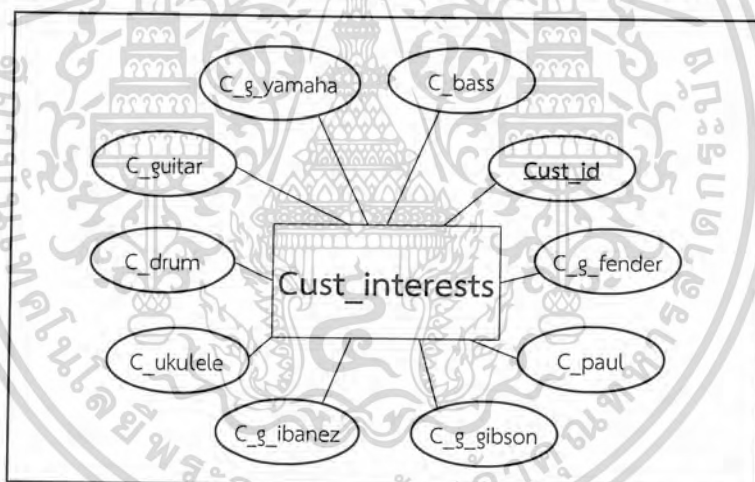 C_g_yamaha
C_bass
C_guitar
Cust_id
C_drum
Cust_interests
C_g_fender
C_ukulele
C_paul
C_g_ibanez
C_g_gibson